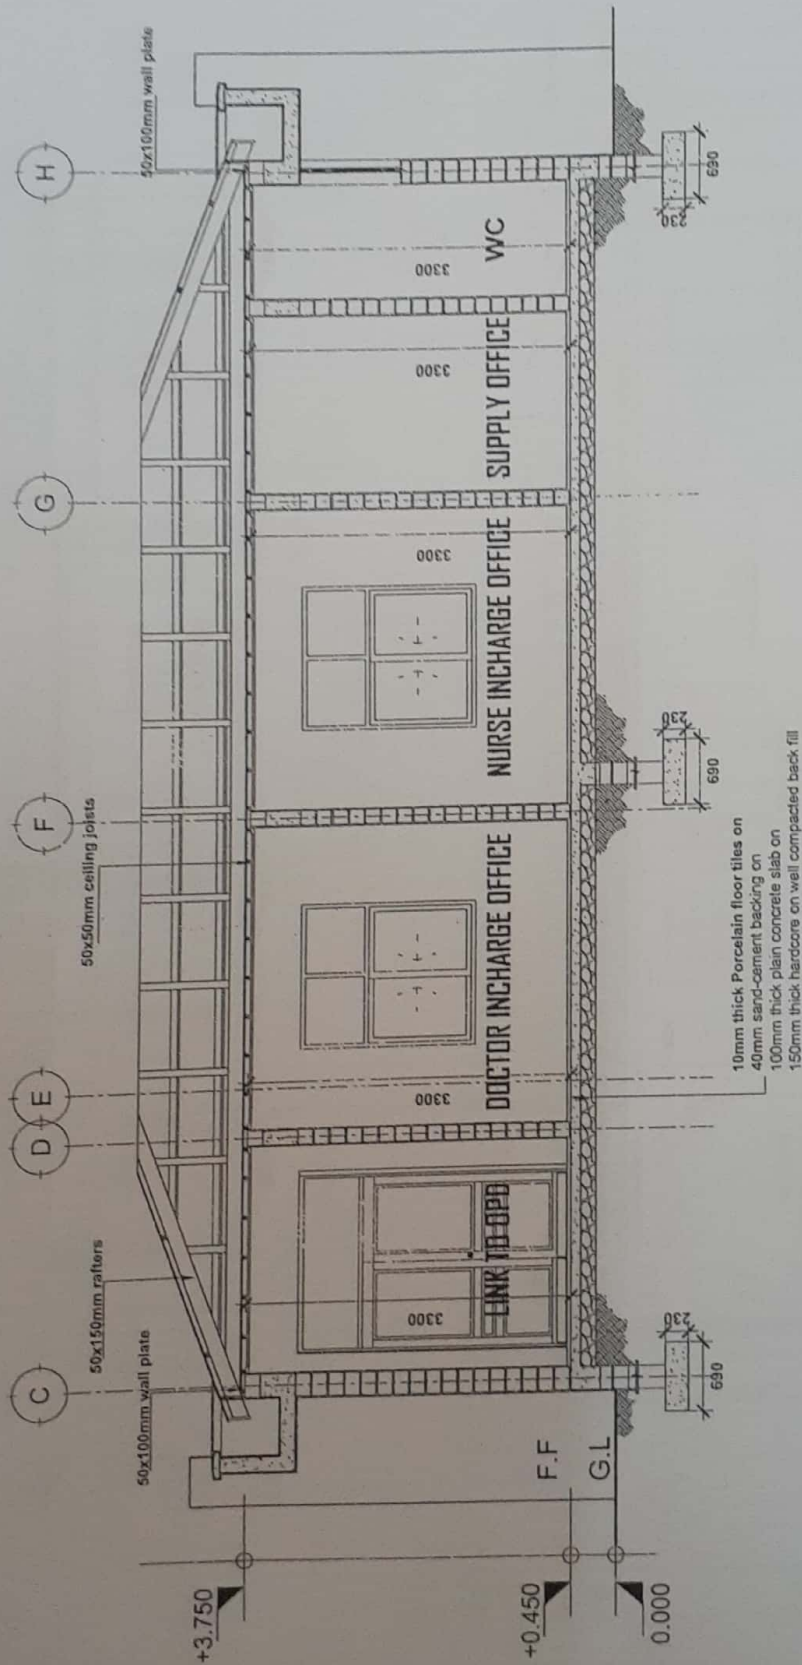 C
D
E
F
G
H
50x100mm wall plate
50x150mm rafters
50x50mm ceiling joists
50x100mm wall plate
+3.750
3300
3300
3300
3300
3300
LINK TO OPD
DOCTOR INCHARGE OFFICE
NURSE INCHARGE OFFICE
SUPPLY OFFICE
WC
F.F
+0.450
G.L
0.000
230
690
230
690
230
690
10mm thick Porcelain floor tiles on
40mm sand-cement backing on
100mm thick plain concrete slab on
150mm thick hardcore on well compacted back fill